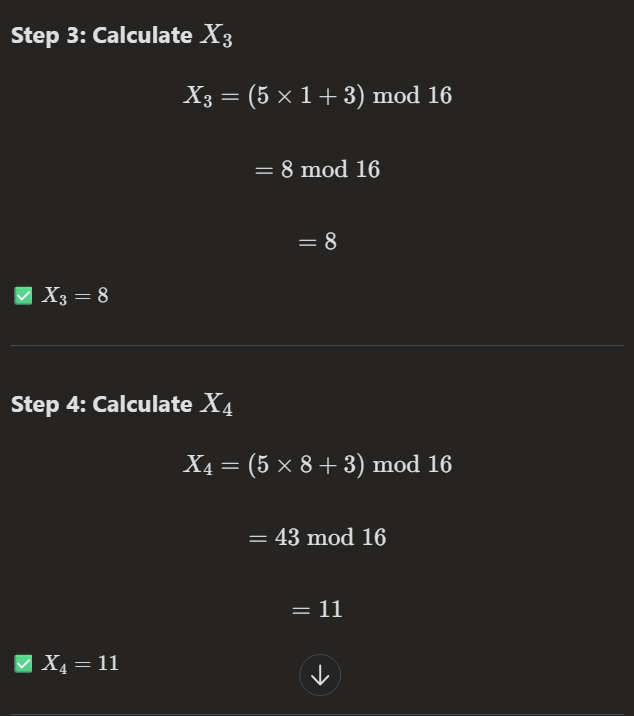 Step 3: Calculate X₃
X₃ = (5 × 1 + 3) mod 16
= 8 mod 16
= 8
✅ X₃ = 8
Step 4: Calculate X₄
X₄ = (5 × 8 + 3) mod 16
= 43 mod 16
= 11
✅ X₄ = 11